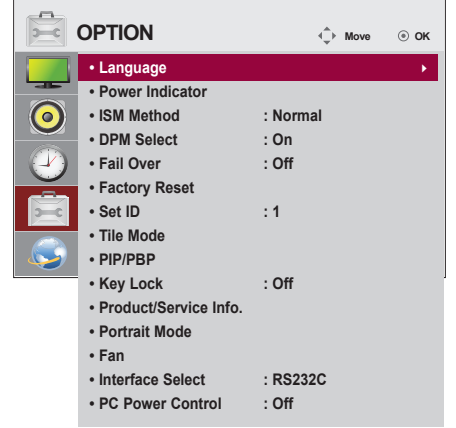 OPTION Move OK
• Language
• Power Indicator
• ISM Method : Normal
• DPM Select : On
• Fail Over : Off
• Factory Reset
• Set ID : 1
• Tile Mode
• PIP/PBP
• Key Lock : Off
• Product/Service Info.
• Portrait Mode
• Fan
• Interface Select : RS232C
• PC Power Control : Off